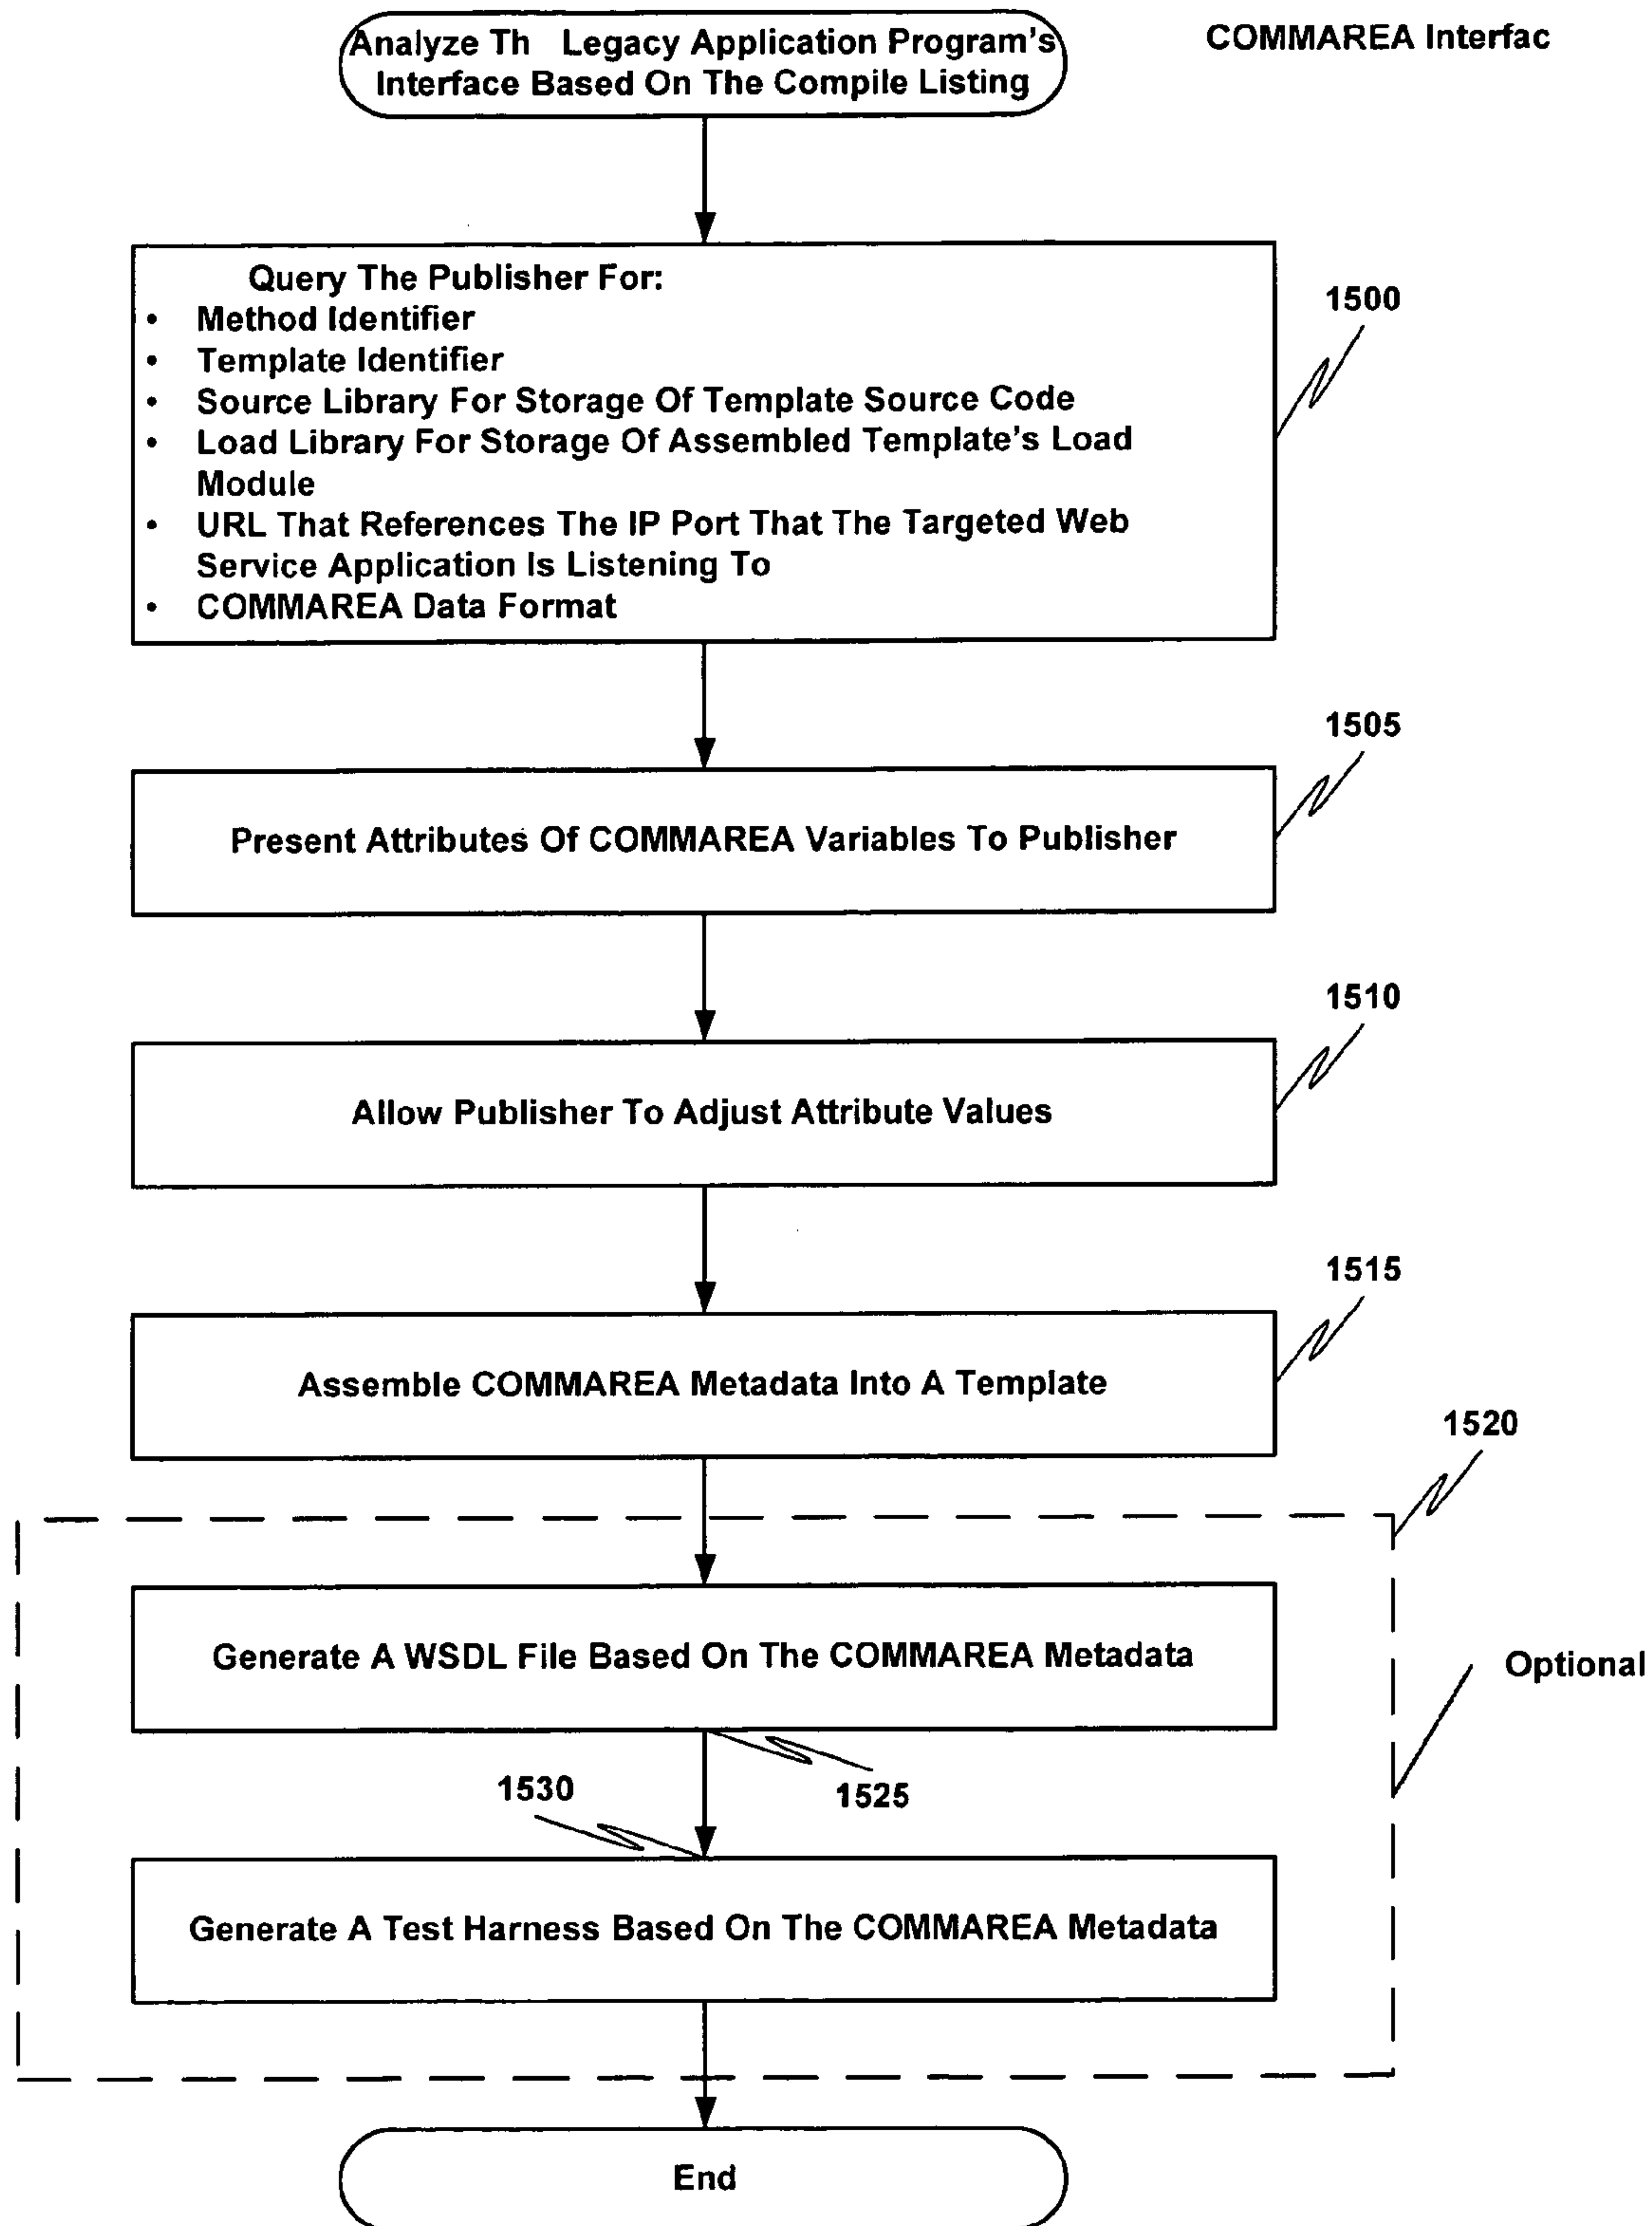 Analyze Th Legacy Application Program's
Interface Based On The Compile Listing
COMMAREA Interfac
Query The Publisher For:
• Method Identifier
• Template Identifier
• Source Library For Storage Of Template Source Code
• Load Library For Storage Of Assembled Template's Load
Module
• URL That References The IP Port That The Targeted Web
Service Application Is Listening To
• COMMAREA Data Format
1500
1505
Present Attributes Of COMMAREA Variables To Publisher
1510
Allow Publisher To Adjust Attribute Values
1515
Assemble COMMAREA Metadata Into A Template
1520
Generate A WSDL File Based On The COMMAREA Metadata
Optional
1530
1525
Generate A Test Harness Based On The COMMAREA Metadata
End